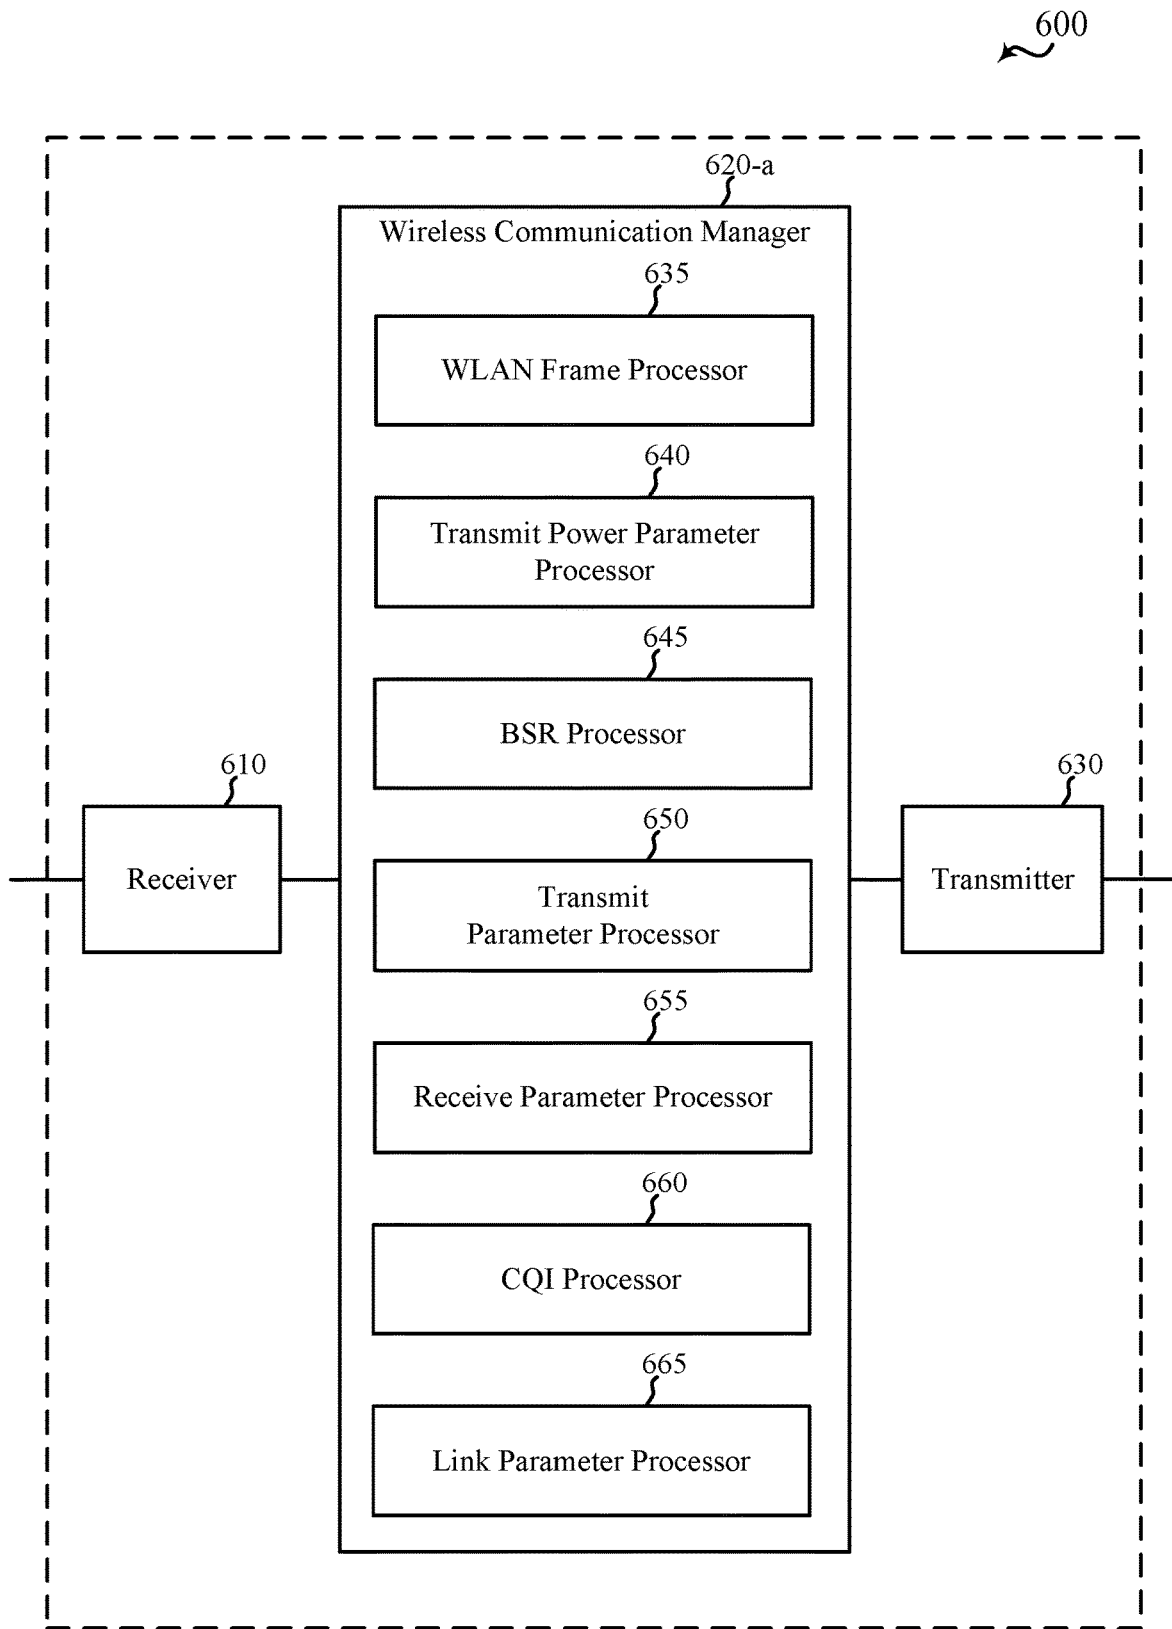 600
620-a
Wireless Communication Manager
635
WLAN Frame Processor
640
Transmit Power Parameter
Processor
645
BSR Processor
610
Receiver
650
Transmit
Parameter Processor
630
Transmitter
655
Receive Parameter Processor
660
CQI Processor
665
Link Parameter Processor